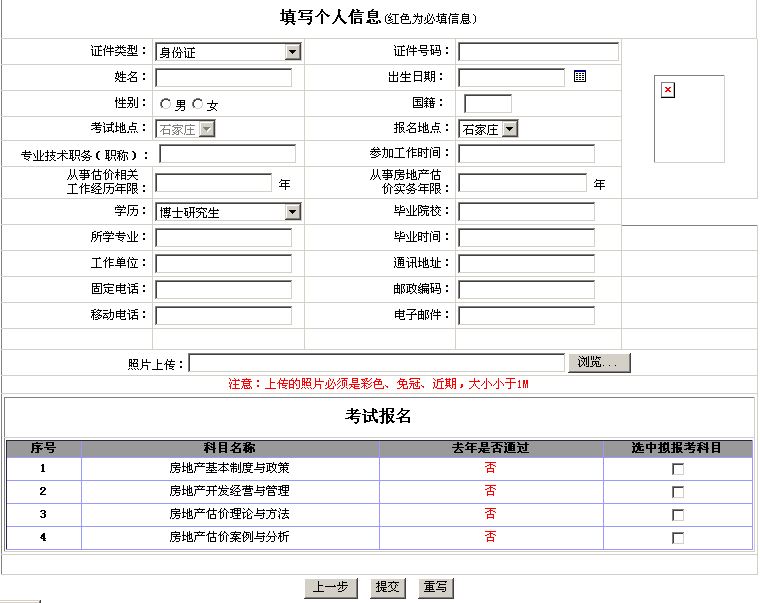 填写个人信息(红色为必填信息)
证件类型： 身份证 证件号码：
姓名： 出生日期：
性别： 男 女 国籍：
考试地点： 石家庄 报名地点： 石家庄
专业技术职务（职称）： 参加工作时间：
从事估价相关
工作经历年限： 年
从事房地产估
价实务年限： 年
学历： 博士研究生 毕业院校：
所学专业： 毕业时间：
工作单位： 通讯地址：
固定电话： 邮政编码：
移动电话： 电子邮件：
照片上传： 浏览...
注意：上传的照片必须是彩色、免冠、近期，大小小于1M
考试报名
序号 科目名称 去年是否通过 选中拟报考科目
1 房地产基本制度与政策 否
2 房地产开发经营与管理 否
3 房地产估价理论与方法 否
4 房地产估价案例与分析 否
上一步 提交 重写